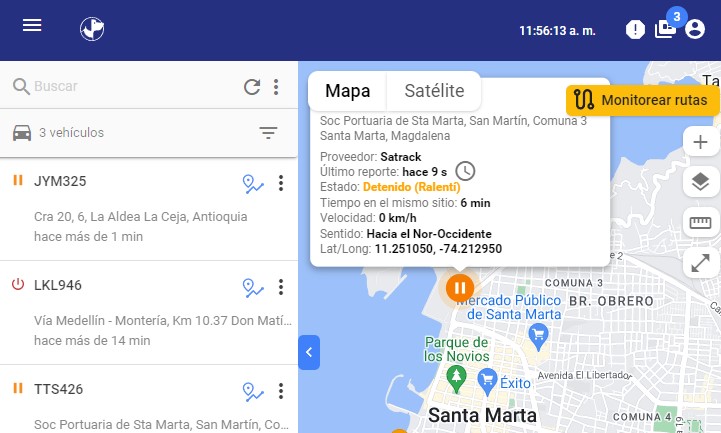 11:56:13 a. m.
3
Buscar
3 vehículos
JYM325
Cra 20, 6, La Aldea La Ceja, Antioquia
hace más de 1 min
LKL946
Vía Medellín - Montería, Km 10.37 Don Matí...
hace más de 14 min
TTS426
Soc Portuaria de Sta Marta, San Martín, Co...
Mapa
Satélite
Monitorear rutas
Soc Portuaria de Sta Marta, San Martín, Comuna 3
Santa Marta, Magdalena
Proveedor: Satrack
Último reporte: hace 9 s
Estado: Detenido (Ralentí)
Tiempo en el mismo sitio: 6 min
Velocidad: 0 km/h
Sentido: Hacia el Nor-Occidente
Lat/Long: 11.251050, -74.212950
Ta
COMUNA 3
BR. OBRERO
Mercado Público
de Santa Marta
Parque de
los Novios
Éxito
Avenida El Libertador
Santa Marta
COMUNA 4